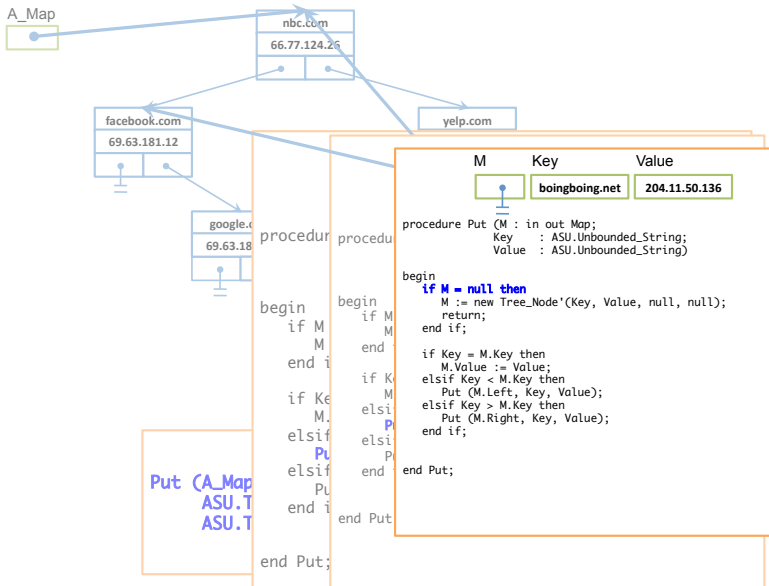 A_Map
nbc.com
66.77.124.26
facebook.com
69.63.181.12
yelp.com
google.c
69.63.18
Put (A_Map
ASU.T
ASU.T
procedur
begin
if M
M
end i
if Ke
M.
elsif
Pu
elsif
Pu
end i
end Put;
procedu
begin
if M
M
end
if K
M
elsi
P
elsi
P
end
end Put
M Key Value
boingboing.net 204.11.50.136
procedure Put (M : in out Map;
Key : ASU.Unbounded_String;
Value : ASU.Unbounded_String)
begin
if M = null then
M := new Tree_Node'(Key, Value, null, null);
return;
end if;
if Key = M.Key then
M.Value := Value;
elsif Key < M.Key then
Put (M.Left, Key, Value);
elsif Key > M.Key then
Put (M.Right, Key, Value);
end if;
end Put;